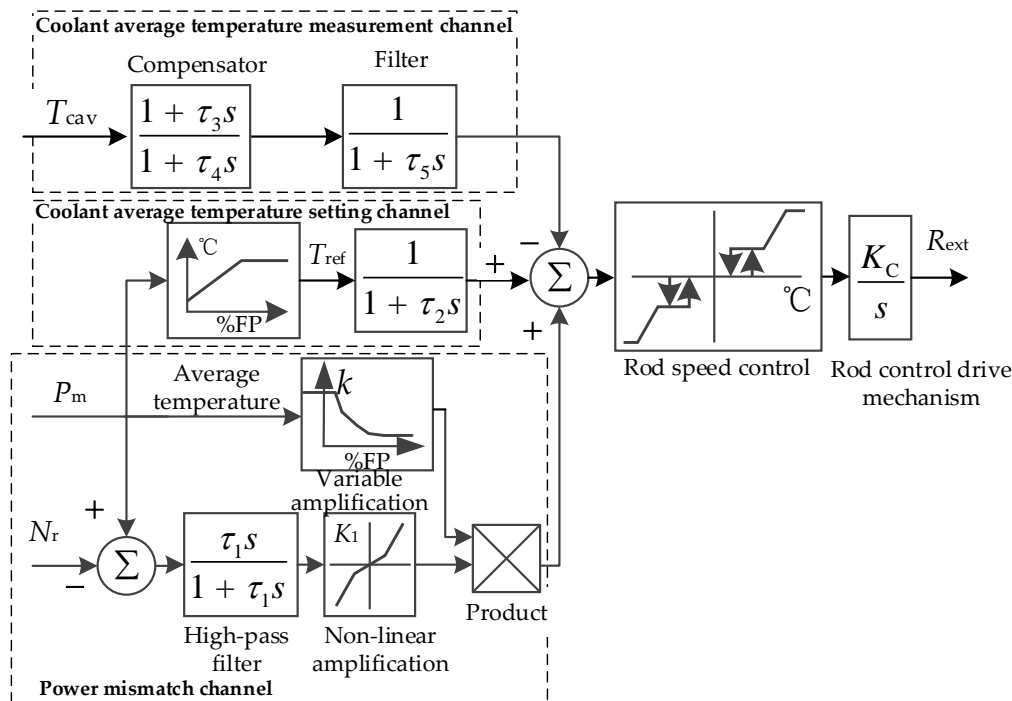 Coolant average temperature measurement channel
Compensator
Filter
T_cav
1 + τ_3 s
1 + τ_4 s
1
1 + τ_5 s
Coolant average temperature setting channel
℃
%FP
T_ref
1
1 + τ_2 s
−
+
+
Σ
℃
Rod speed control
K_C
s
R_ext
Rod control drive
mechanism
P_m
Average
temperature
k
%FP
Variable
amplification
N_r
+
−
Σ
τ_1 s
1 + τ_1 s
High-pass
filter
K_1
Non-linear
amplification
Product
Power mismatch channel